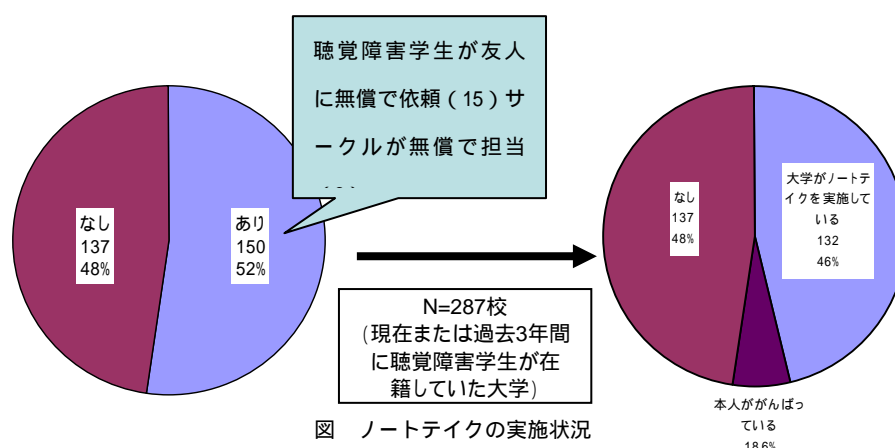 聴覚障害学生が友人
に無償で依頼（15）サ
ークルが無償で担当
なし
137
48%
あり
150
52%
N=287校
(現在または過去3年間
に聴覚障害学生が在
籍していた大学)
なし
137
48%
大学がノートテ
イクを実施して
いる
132
46%
本人ががんばっ
ている
18,6%
図　ノートテイクの実施状況